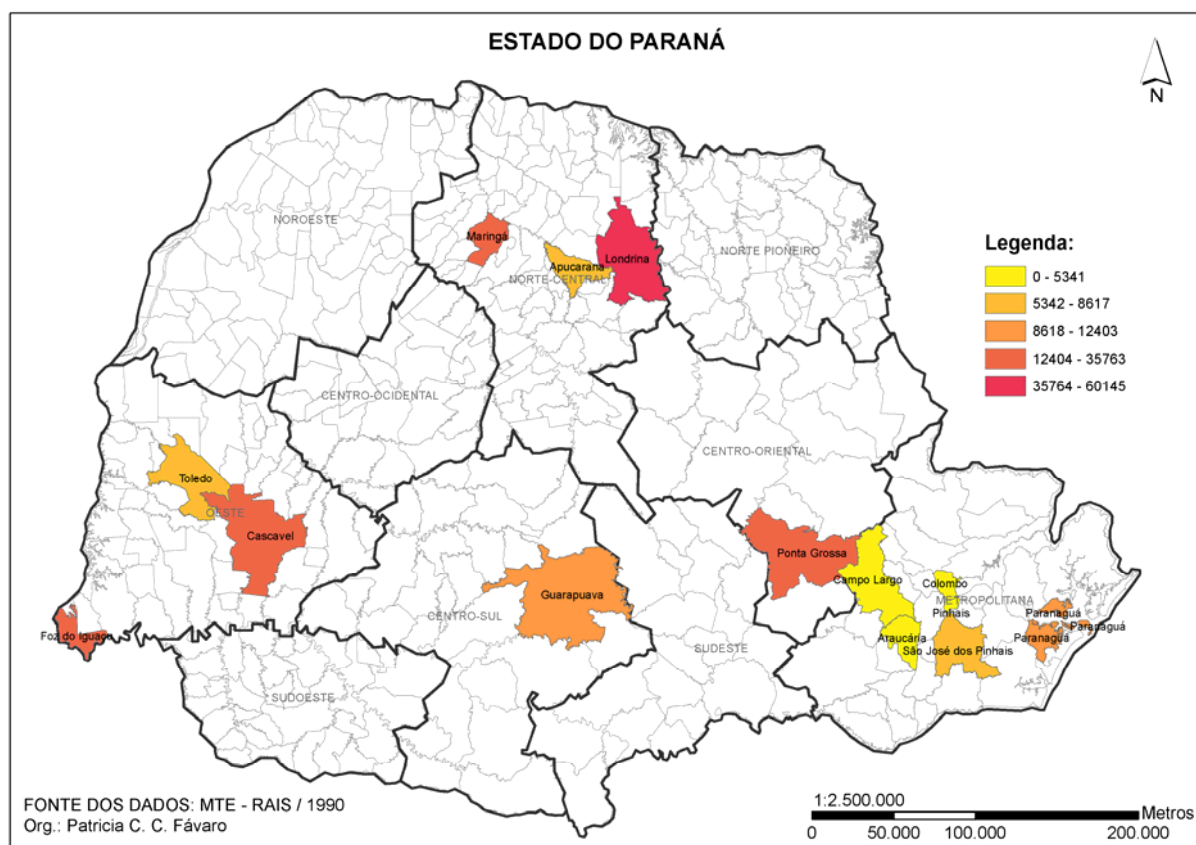 ESTADO DO PARANÁ
N
NOROESTE
Maringá
Apucarana
Londrina
NORTE-CENTRAL
NORTE PIONEIRO
Legenda:
0 - 5341
5342 - 8617
8618 - 12403
12404 - 35763
35764 - 60145
CENTRO-OCIDENTAL
CENTRO-ORIENTAL
Toledo
OESTE
Cascavel
Ponta Grossa
Campo Largo
Colombo
METROPOLITANA
Pinhais
Guarapuava
CENTRO-SUL
Paranaguá
Paranaguá
Paranaguá
Foz do Iguaçu
Araucária
São José dos Pinhais
SUDESTE
SUDOESTE
FONTE DOS DADOS: MTE - RAIS / 1990
Org.: Patricia C. C. Fávaro
1:2.500.000
Metros
0 50.000 100.000 200.000